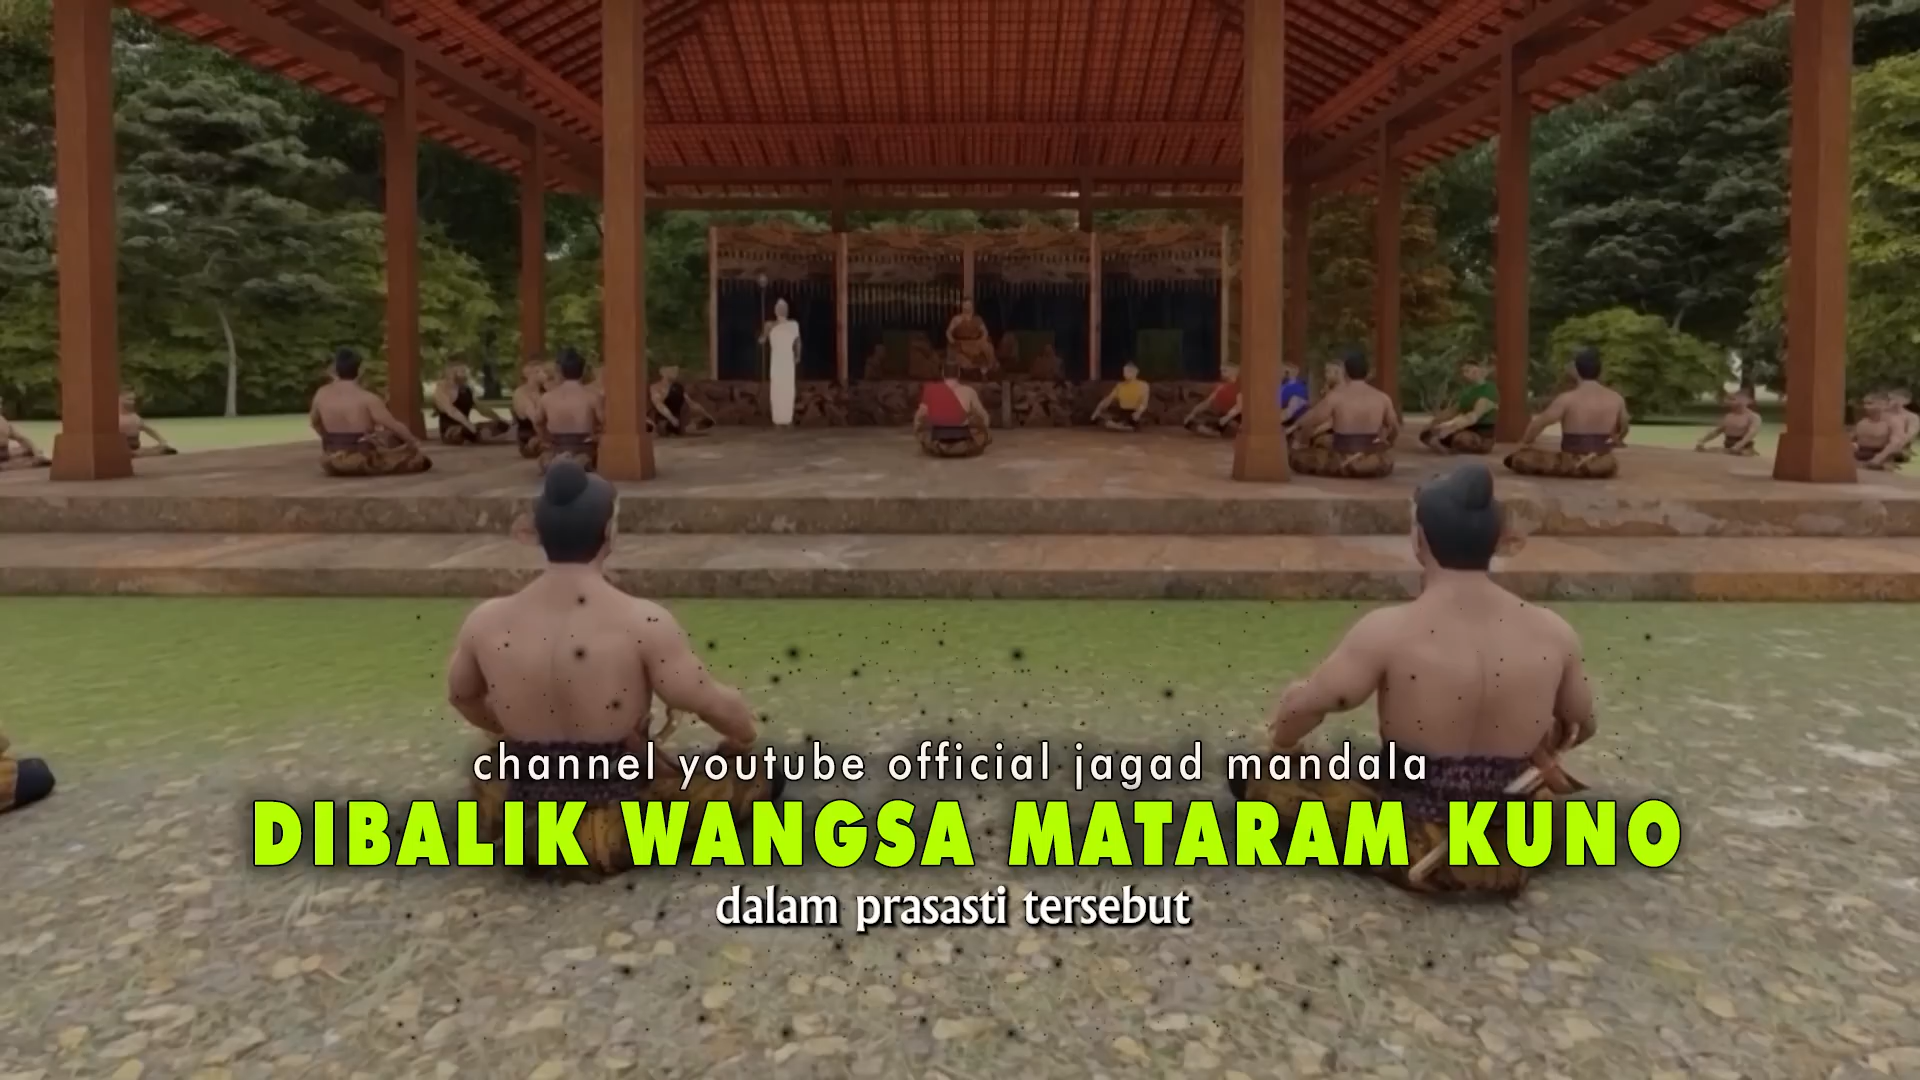 channel youtube official jagad mandala
DIBALIK WANGSA MATARAM KUNO
dalam prasasti tersebut